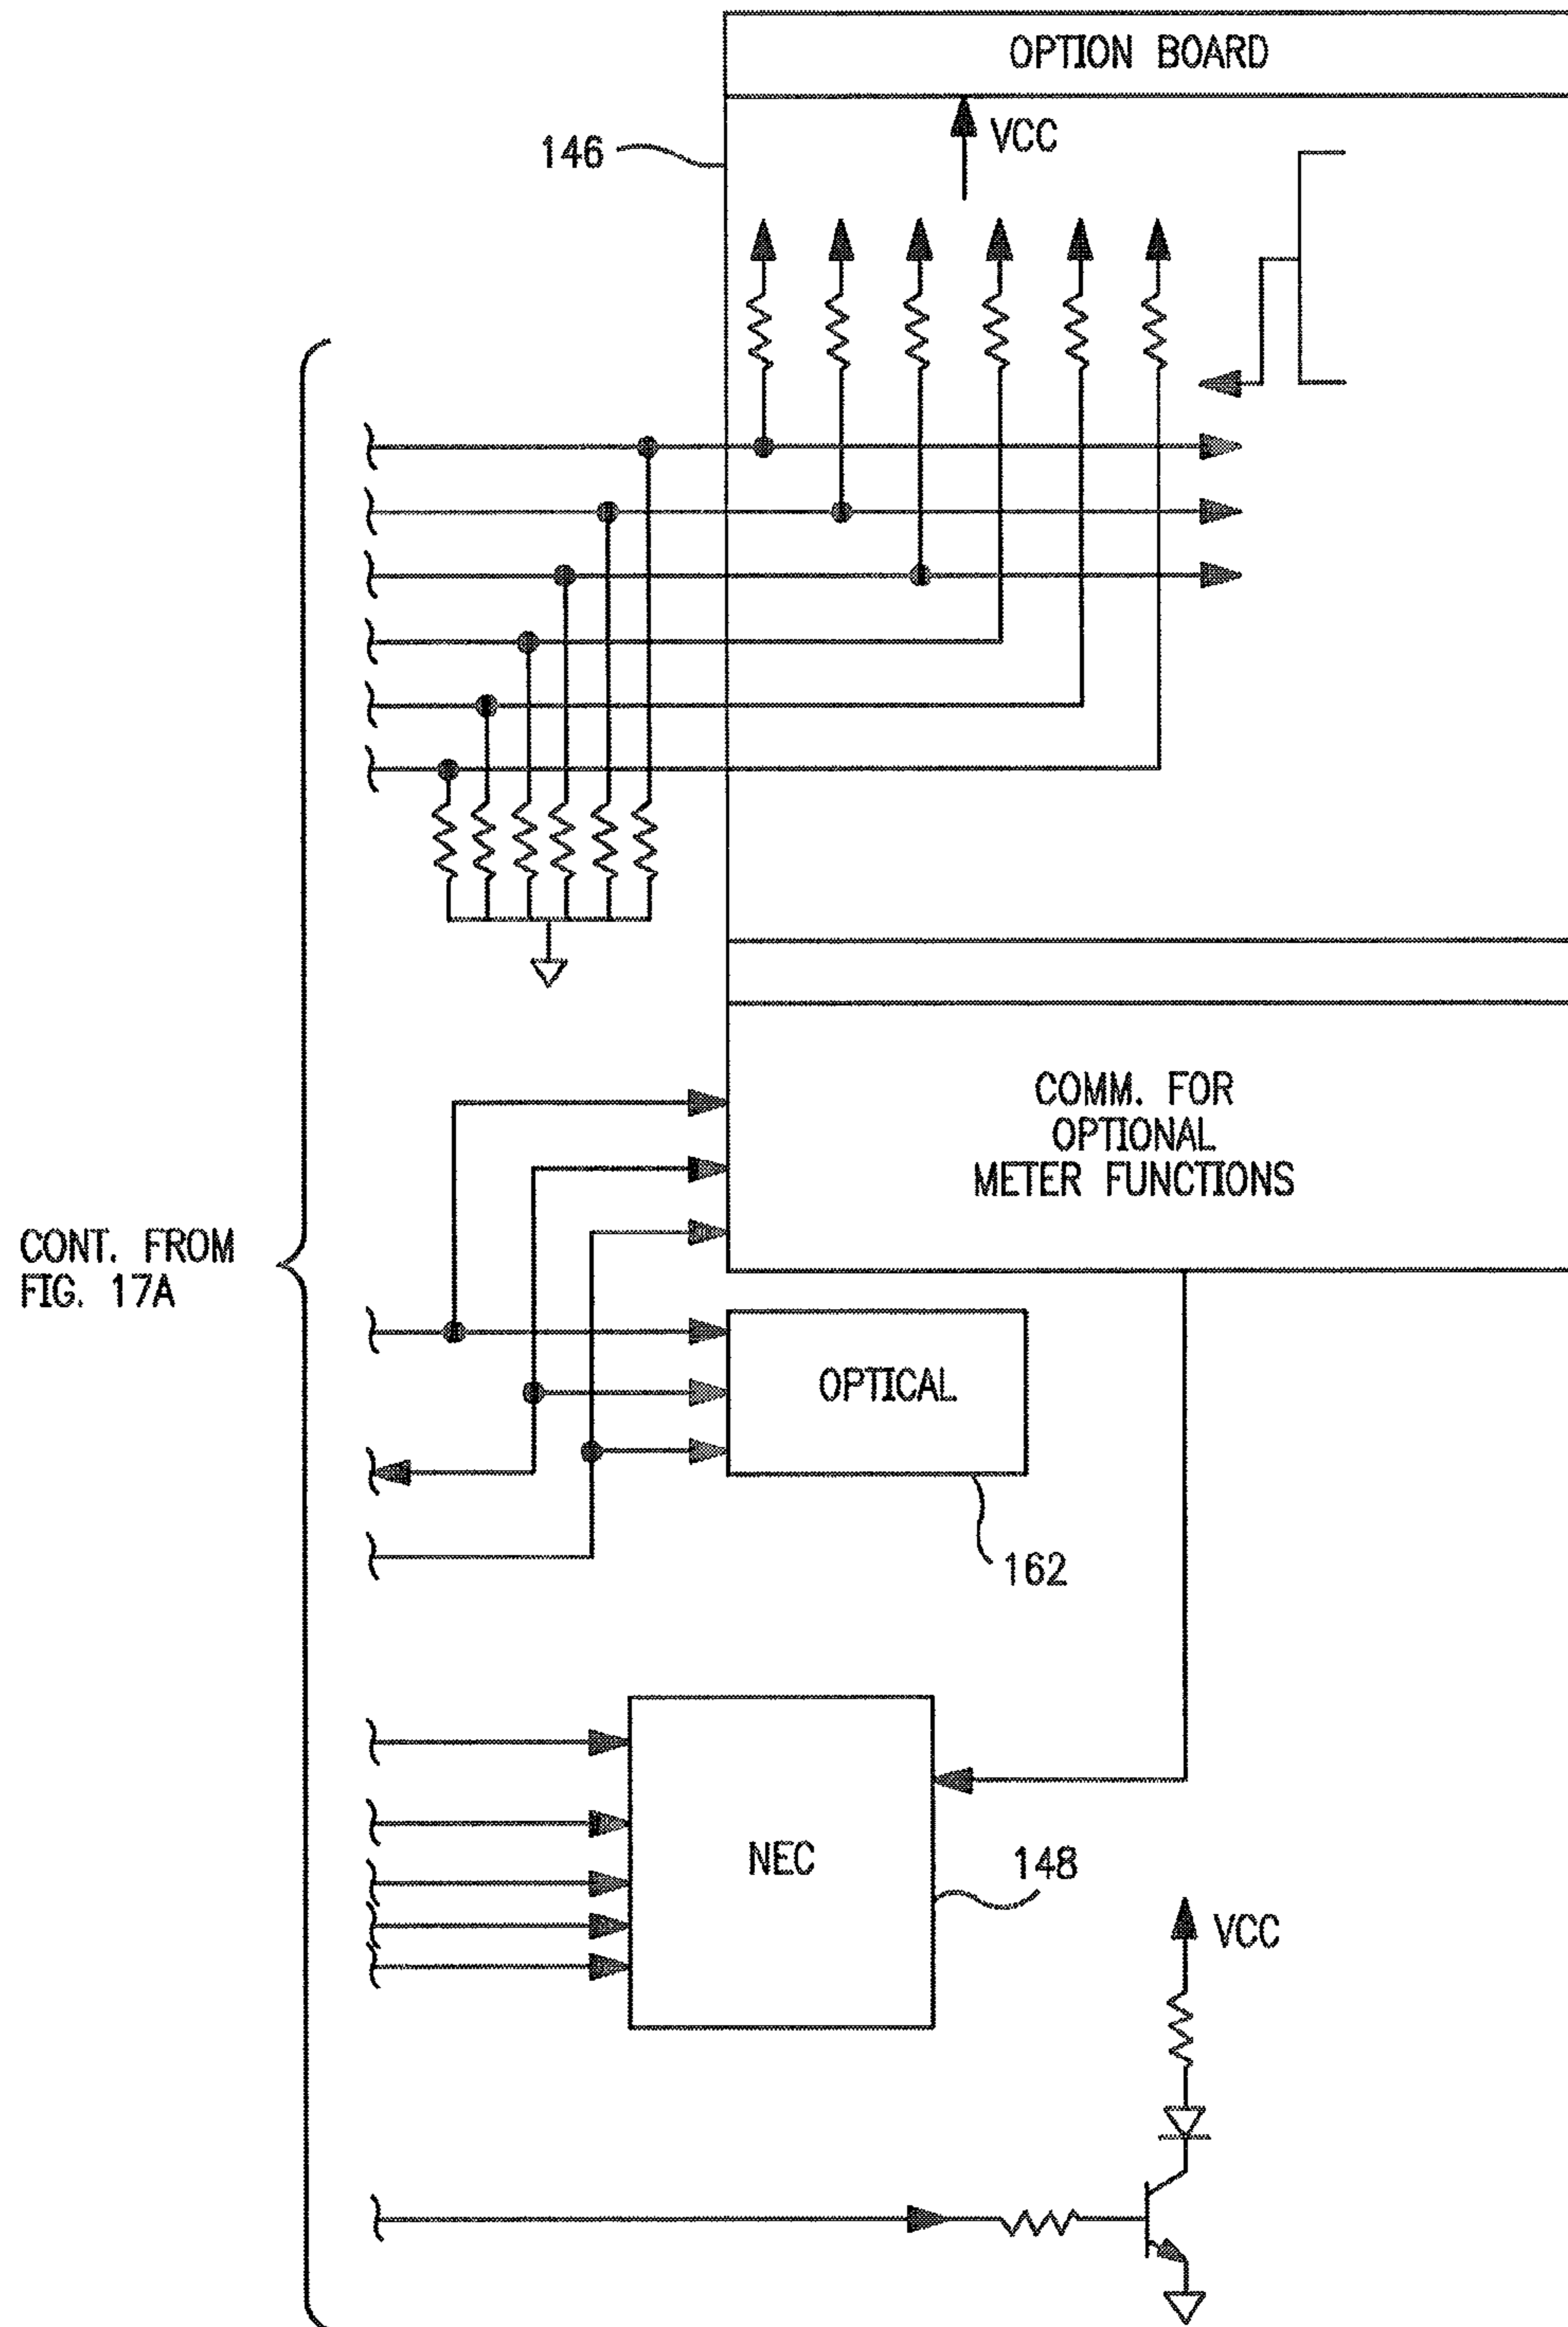 OPTION BOARD
VCC
146
COMM. FOR
OPTIONAL
METER FUNCTIONS
CONT. FROM
FIG. 17A
OPTICAL
162
NEC
148
VCC